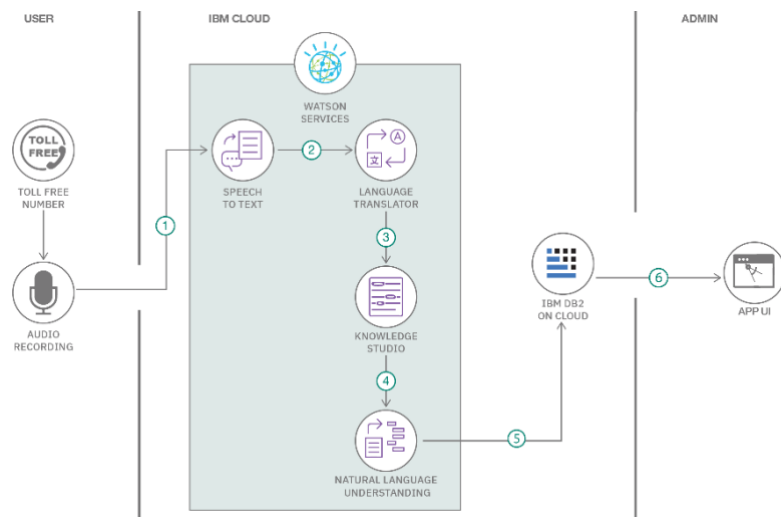 USER
IBM CLOUD
ADMIN
WATSON
SERVICES
TOLL
FREE
TOLL FREE
NUMBER
1
SPEECH
TO TEXT
2
A
文
LANGUAGE
TRANSLATOR
3
AUDIO
RECORDING
KNOWLEDGE
STUDIO
4
NATURAL LANGUAGE
UNDERSTANDING
5
IBM DB2
ON CLOUD
6
APP UI